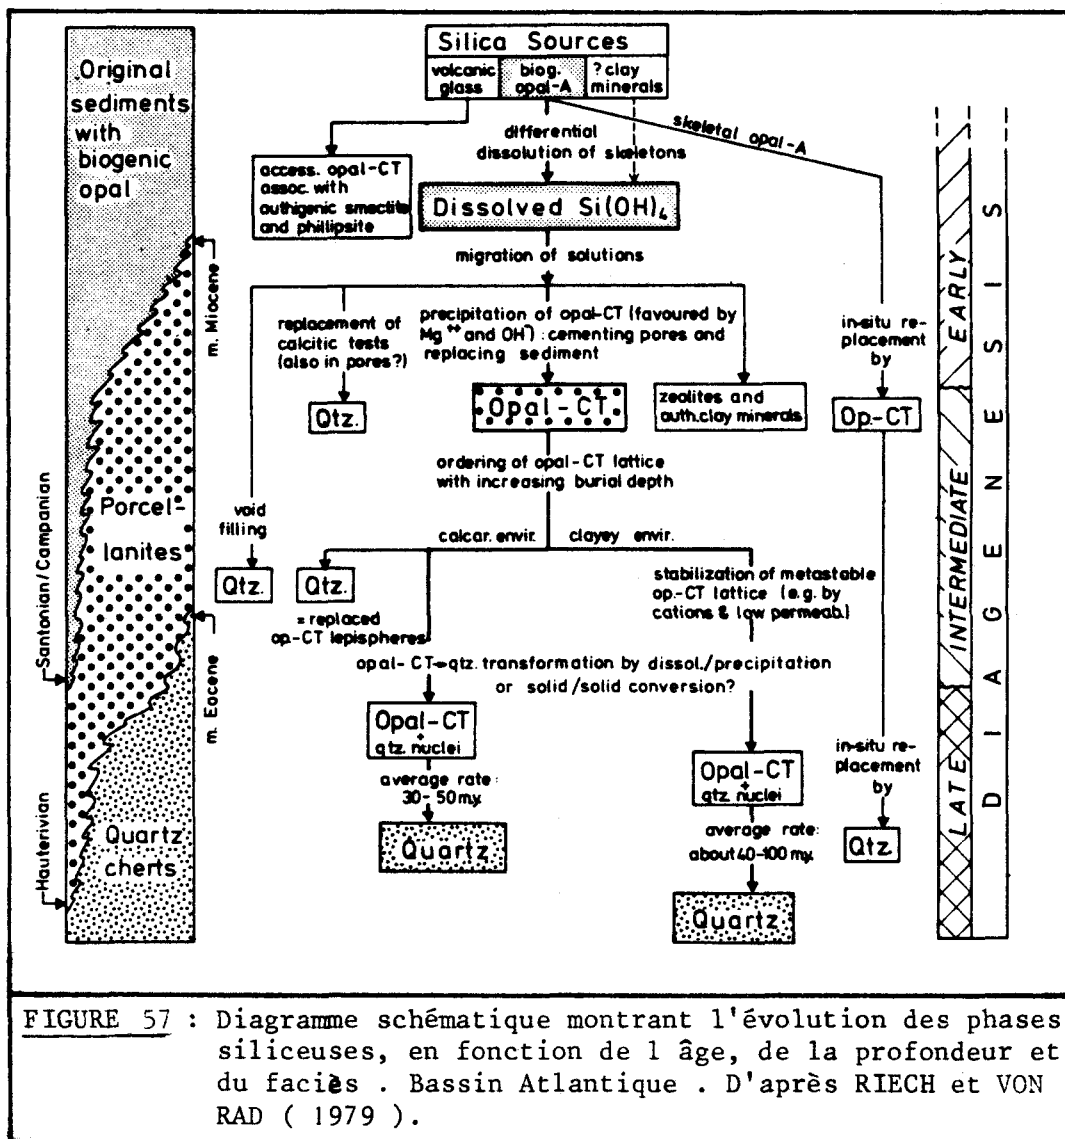 Original
sediments
with
biogenic
opal
Porcel-
lanites
Quartz
cherts
m. Miocene
Santonian/Campanian
m. Eocene
Hauterivian
Silica Sources
volcanic
glass
biog.
opal-A
? clay
minerals
skeletal opal-A
differential
dissolution of skeletons
access. opal-CT
assoc. with
authigenic smectite
and phillipsite
Dissolved Si(OH)₄
migration of solutions
replacement of
calcitic tests
(also in pores?)
Qtz.
precipitation of opal-CT (favoured by
Mg⁺⁺ and OH⁻) : cementing pores and
replacing sediment
Opal-CT
zeolites and
auth.clay minerals
in-situ re-
placement
by
Op.-CT
ordering of opal-CT lattice
with increasing burial depth
void
filling
Qtz.
calcar. envir.
clayey envir.
Qtz.
= replaced
op.-CT lepispheres
stabilization of metastable
op.-CT lattice (e.g. by
cations & low permeab.)
opal-CT→qtz. transformation by dissol./precipitation
or solid/solid conversion?
Opal-CT
+
qtz. nuclei
average rate:
30-50 m.y.
Quartz
Opal-CT
+
qtz. nuclei
average rate:
about 40-100 m.y.
Quartz
in-situ re-
placement
by
Qtz.
EARLY
INTERMEDIATE
LATE
DIAGENESIS
FIGURE 57 : Diagramme schématique montrant l'évolution des phases
siliceuses, en fonction de l âge, de la profondeur et
du faciès . Bassin Atlantique . D'après RIECH et VON
RAD ( 1979 ).